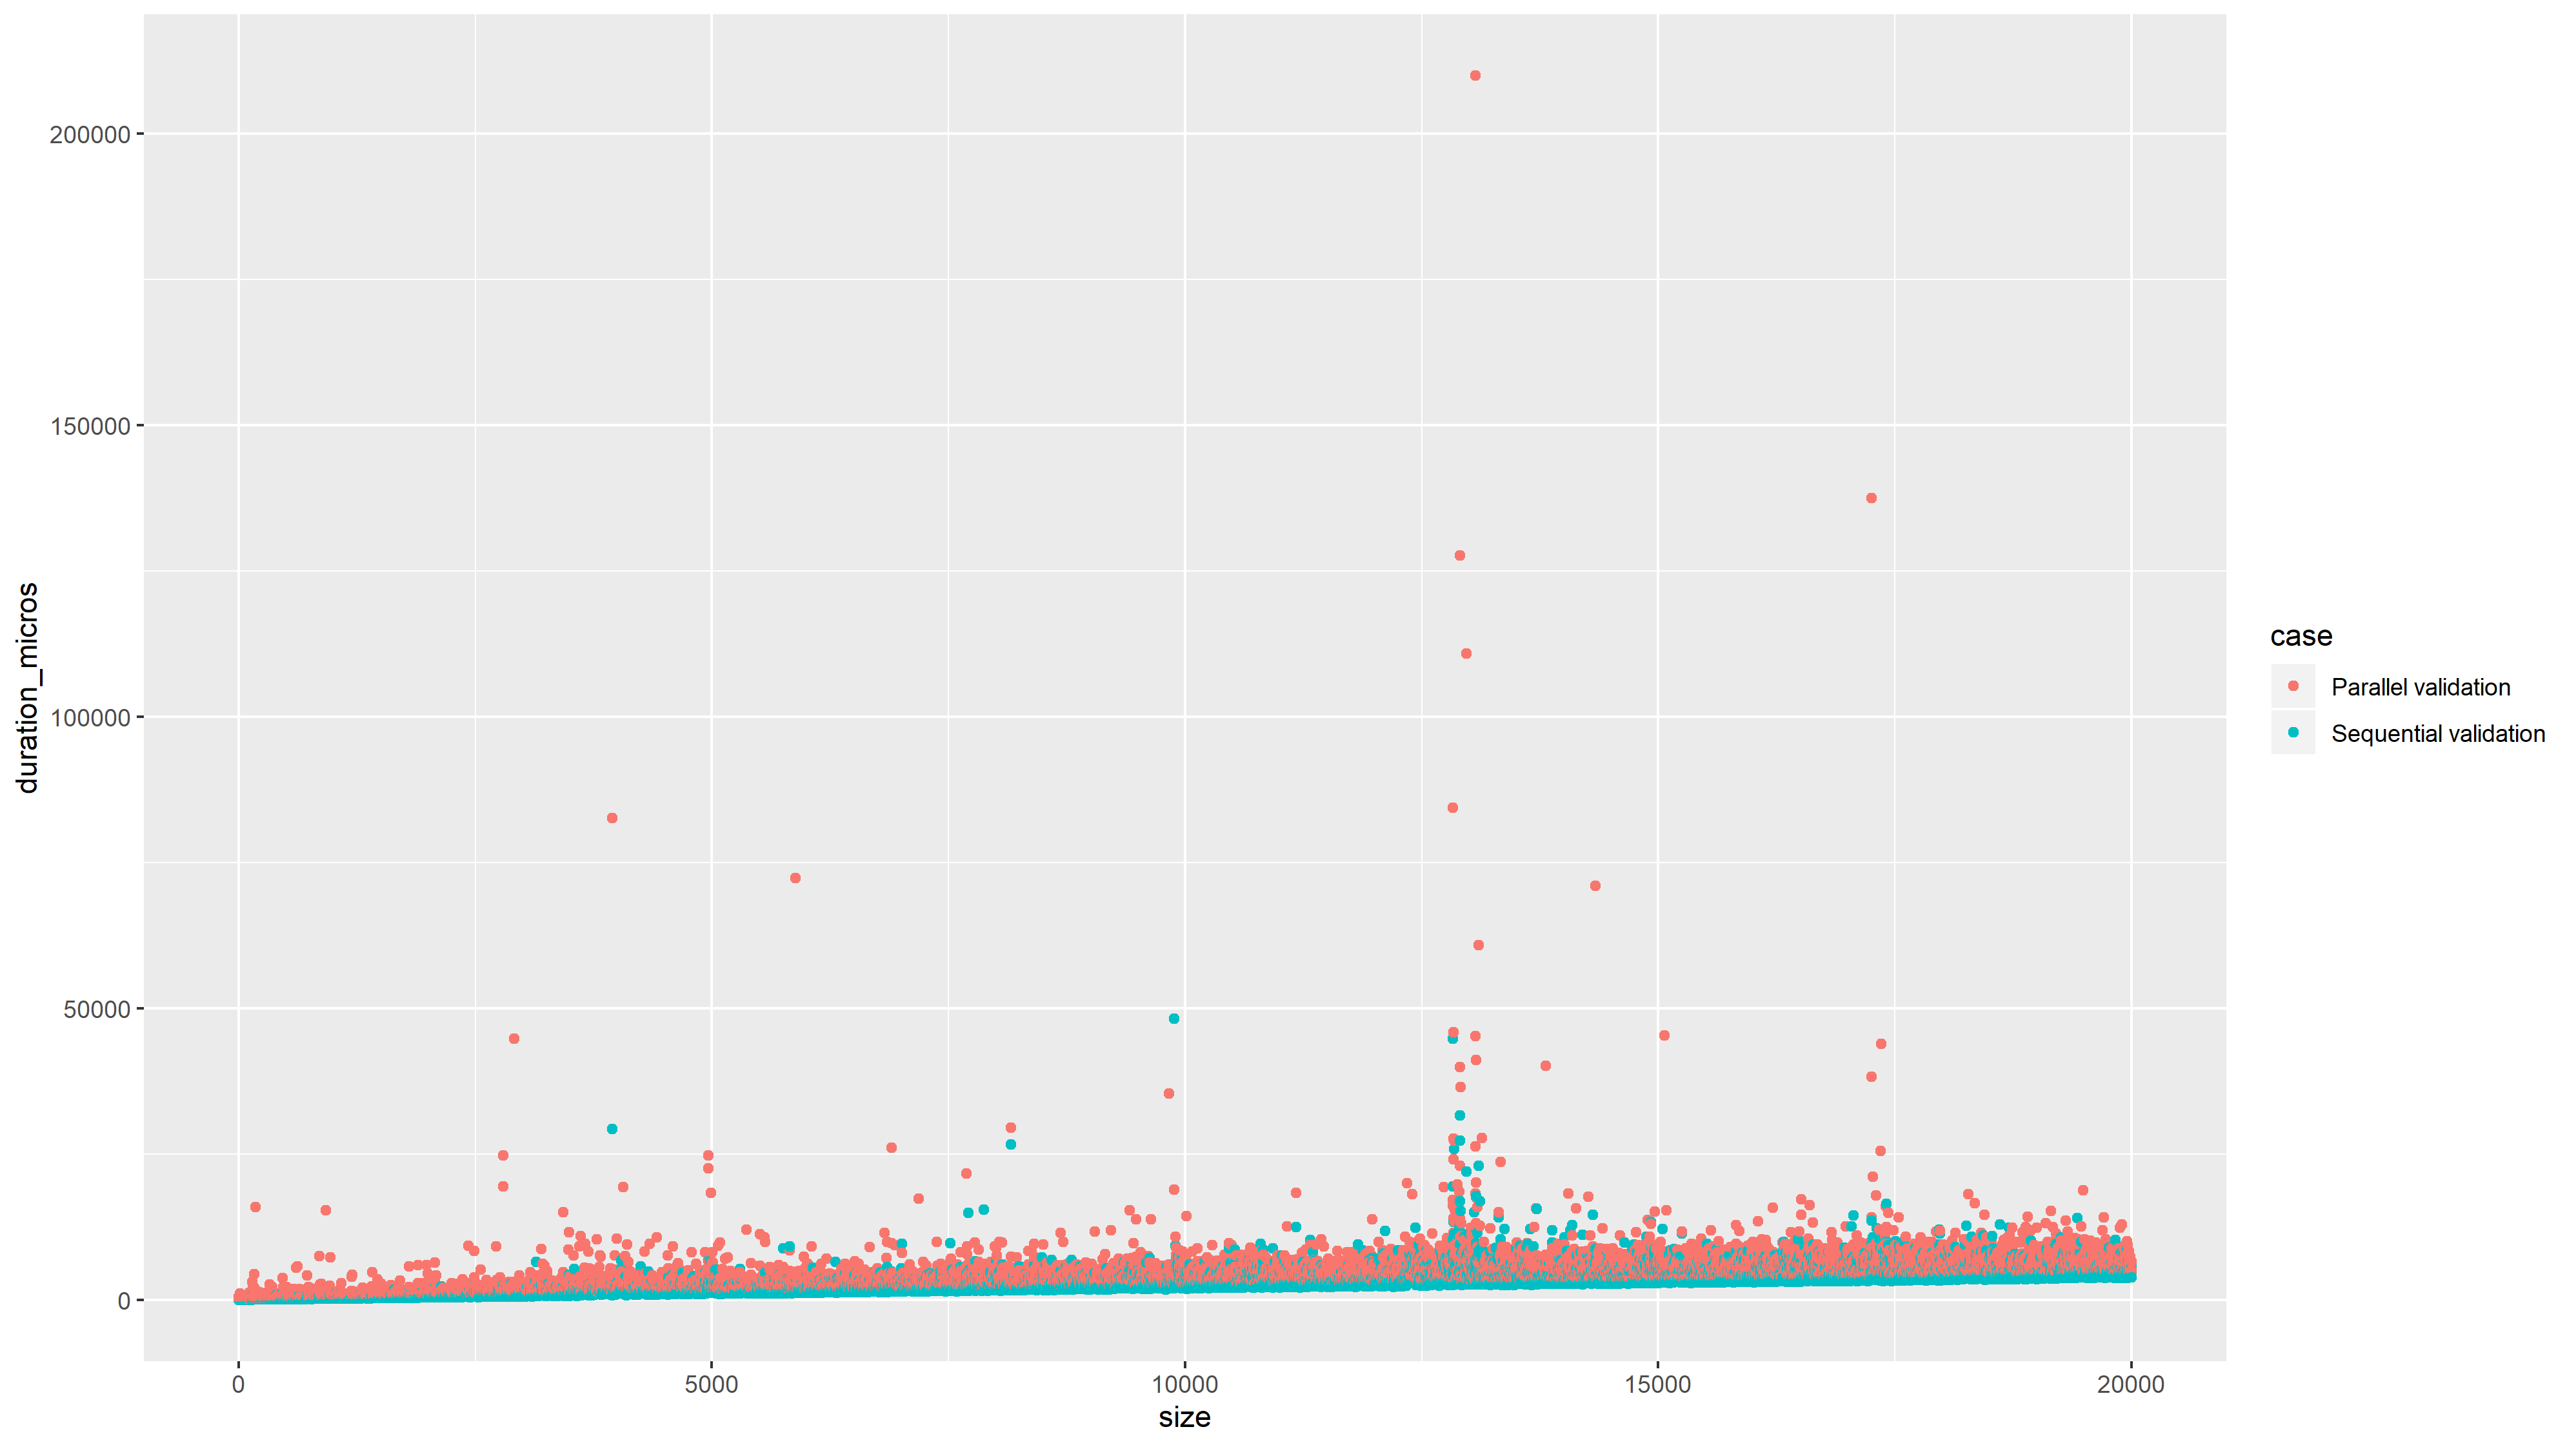 200000
150000
100000
50000
0
duration_micros
0
5000
10000
15000
20000
size
case
Parallel validation
Sequential validation